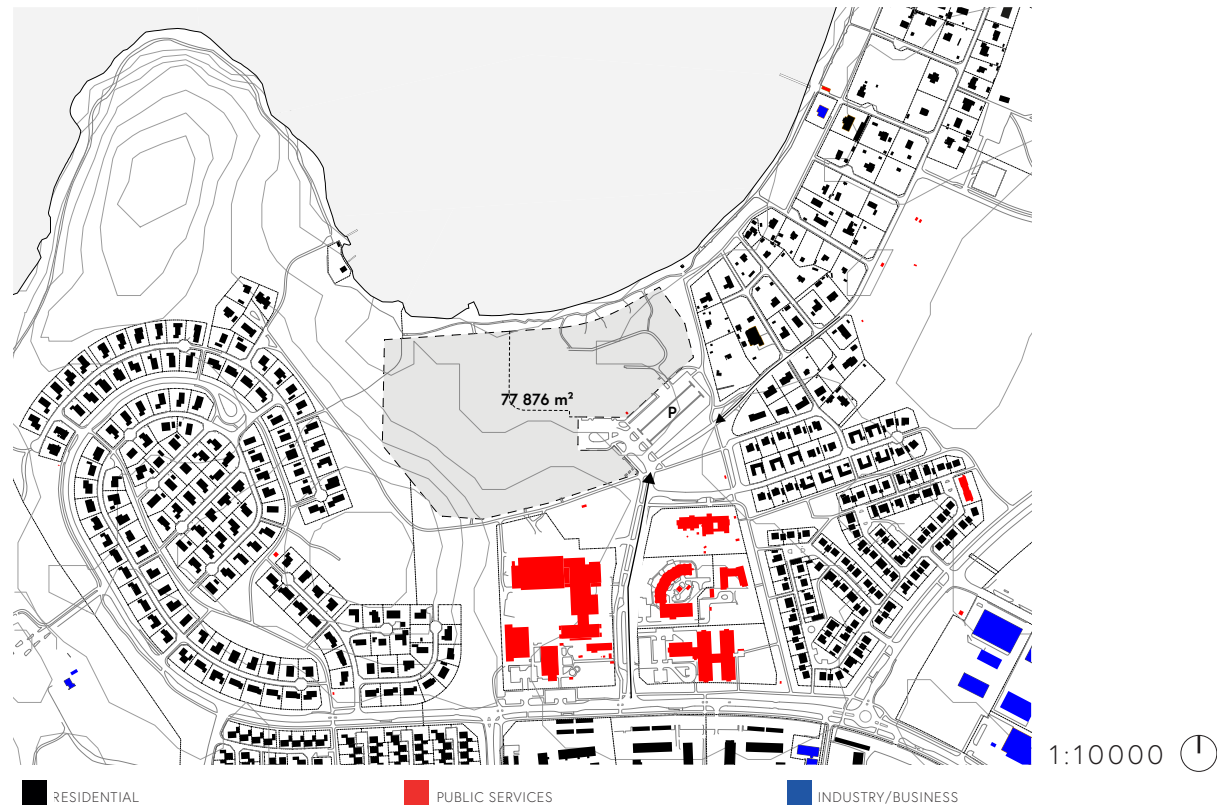 77 876 m²
P
1:10000
RESIDENTIAL
PUBLIC SERVICES
INDUSTRY/BUSINESS